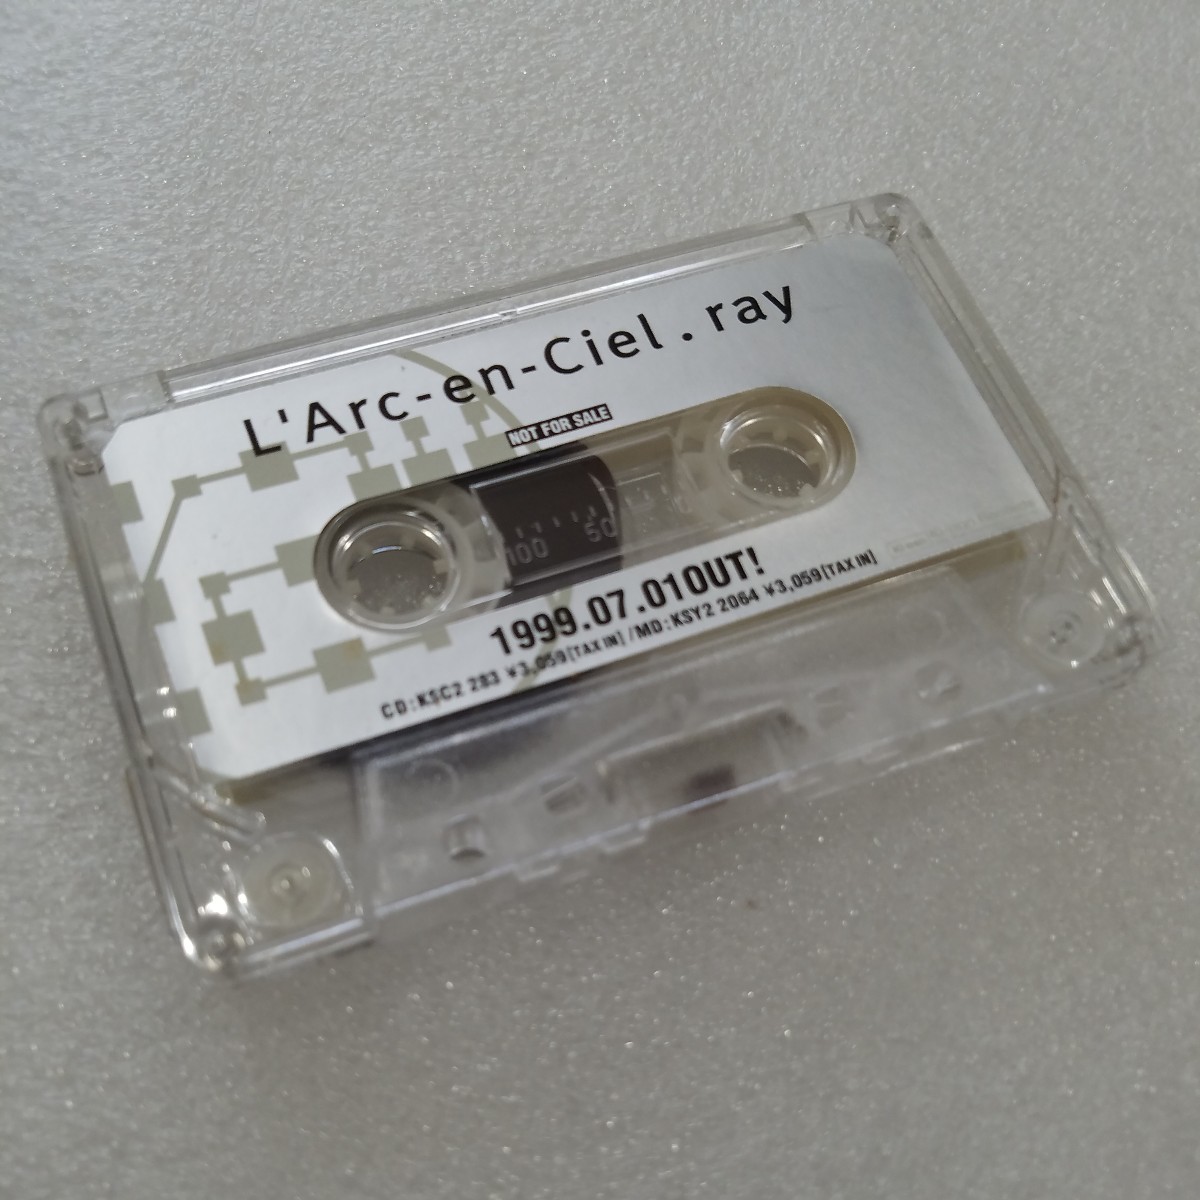 L'Arc-en-Ciel . ray
NOT FOR SALE
100 50
1999.07.01OUT!
CD:KSC2 283 ¥3,059[TAX IN] /MD:KSY2 2064 ¥3,059[TAX IN]